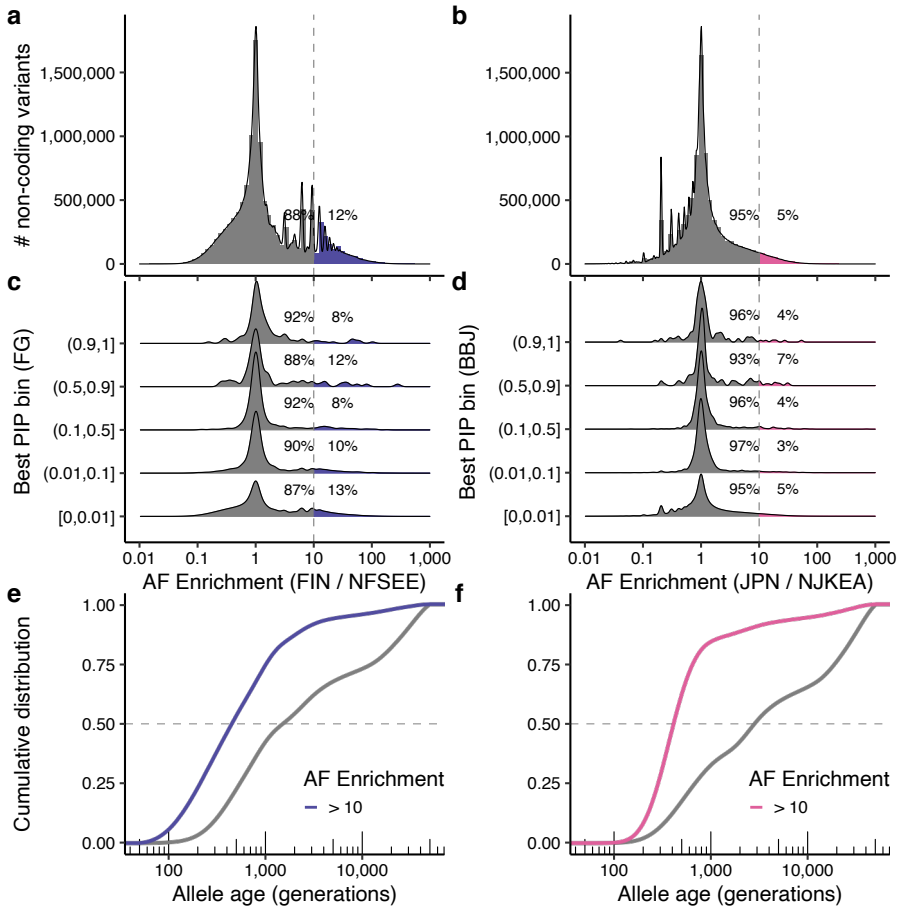 a
# non-coding variants
1,500,000
1,000,000
500,000
0
88% 12%
b
1,500,000
1,000,000
500,000
0
95% 5%
c
Best PIP bin (FG)
(0.9,1]
(0.5,0.9]
(0.1,0.5]
(0.01,0.1]
[0,0.01]
92% 8%
88% 12%
92% 8%
90% 10%
87% 13%
0.01 0.1 1 10 100 1,000
AF Enrichment (FIN / NFSEE)
d
Best PIP bin (BBJ)
(0.9,1]
(0.5,0.9]
(0.1,0.5]
(0.01,0.1]
[0,0.01]
96% 4%
93% 7%
96% 4%
97% 3%
95% 5%
0.01 0.1 1 10 100 1,000
AF Enrichment (JPN / NJKEA)
e
Cumulative distribution
1.00
0.75
0.50
0.25
0.00
AF Enrichment
> 10
100 1,000 10,000
Allele age (generations)
f
1.00
0.75
0.50
0.25
0.00
AF Enrichment
> 10
100 1,000 10,000
Allele age (generations)